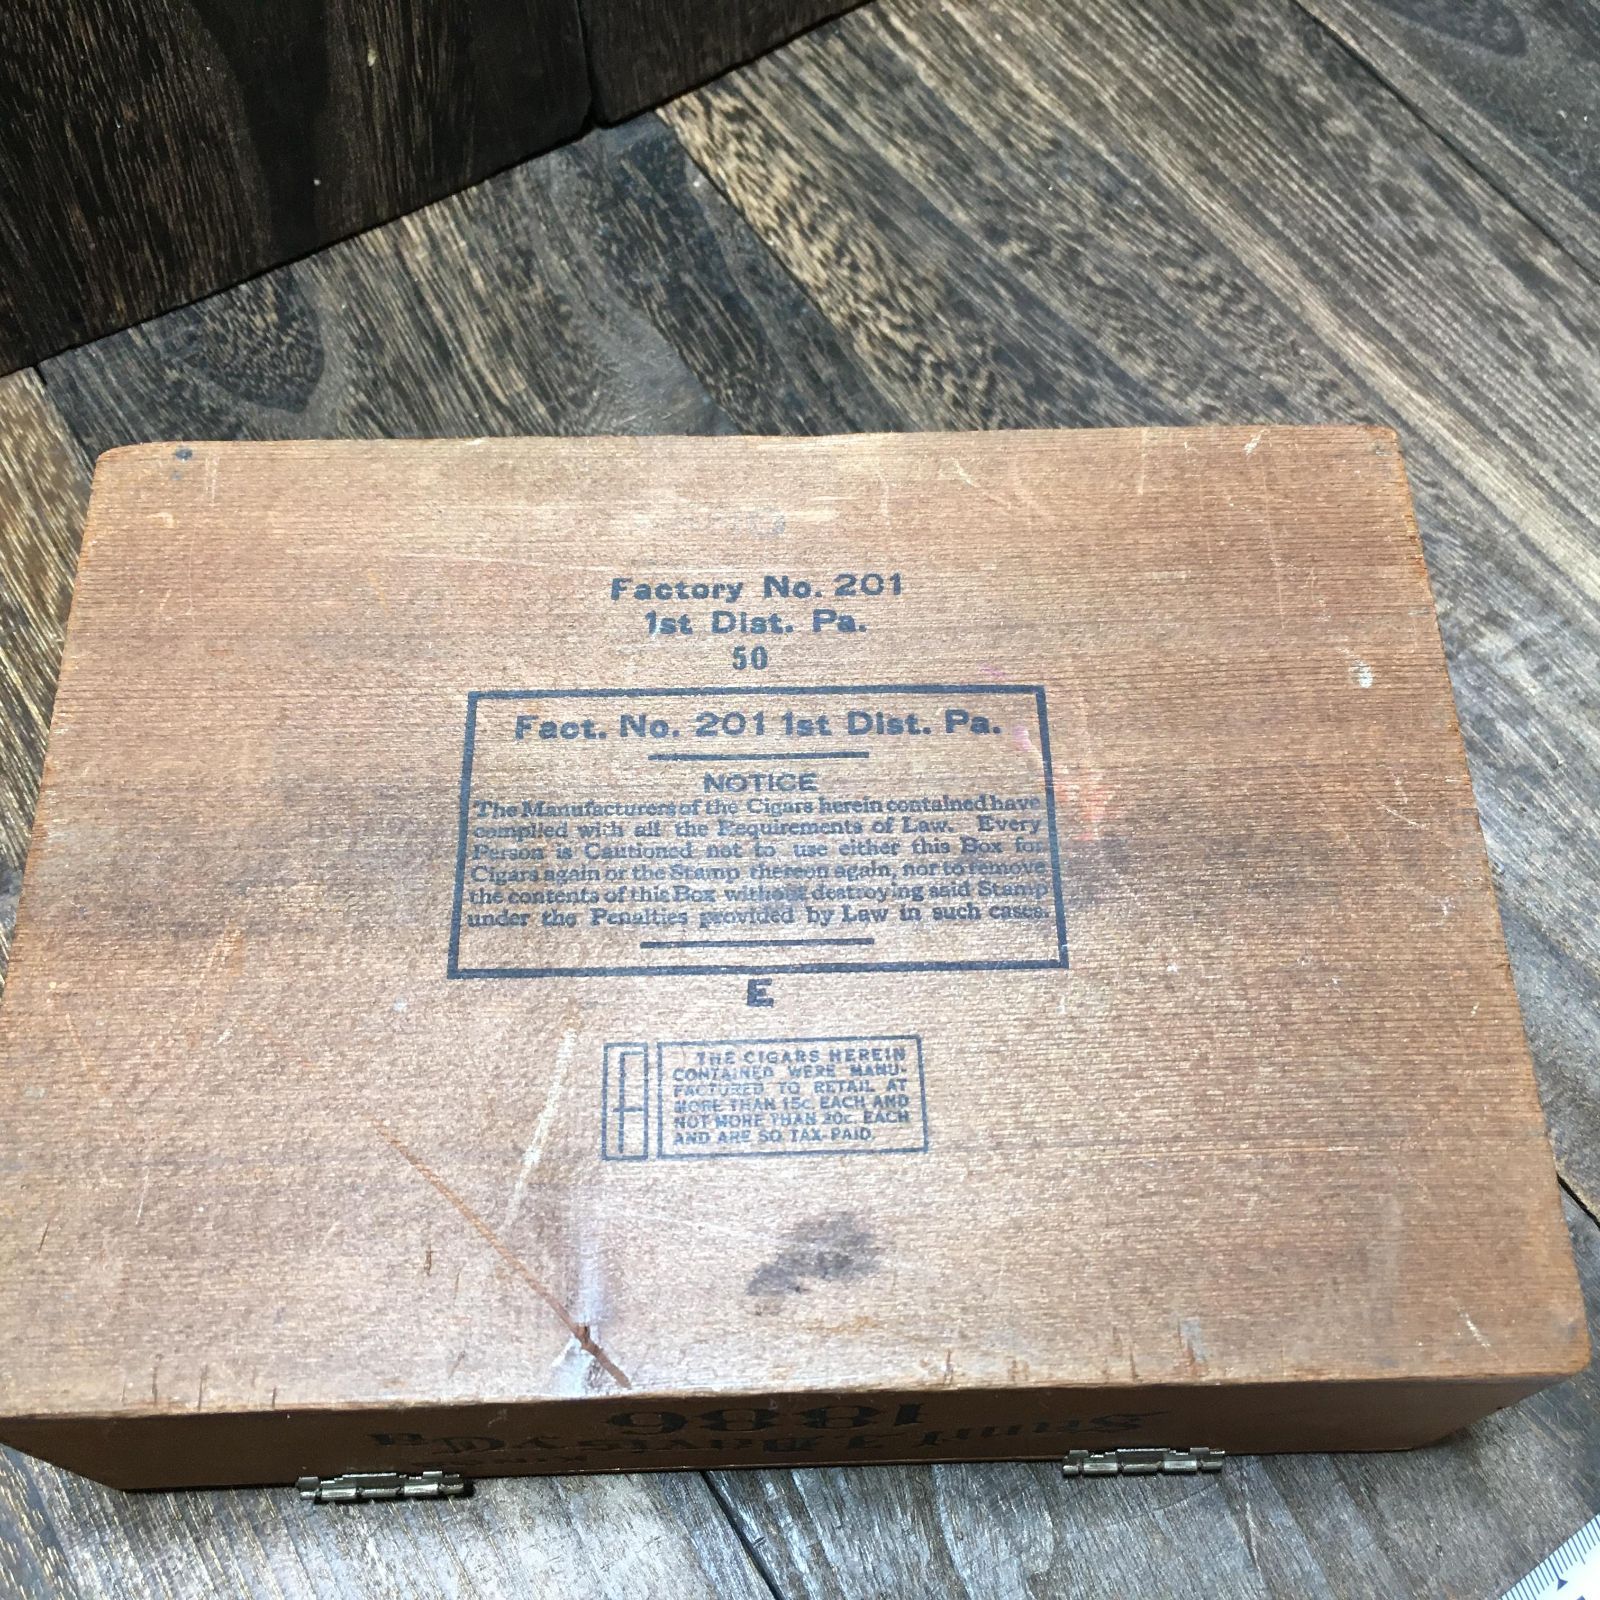 Factory No. 201
1st Dist. Pa.
50
Fact. No. 201 1st Dist. Pa.
NOTICE
The Manufacturers of the Cigars herein contained have
complied with all the Requirements of Law. Every
Person is Cautioned not to use either this Box for
Cigars again or the Stamp thereon again, nor to remove
the contents of this Box without destroying said Stamp
under the Penalties provided by Law in such cases.
E
THE CIGARS HEREIN
CONTAINED WERE MANU-
FACTURED TO RETAIL AT
MORE THAN 15c. EACH AND
NOT MORE THAN 20c. EACH
AND ARE SO TAX-PAID.
1886